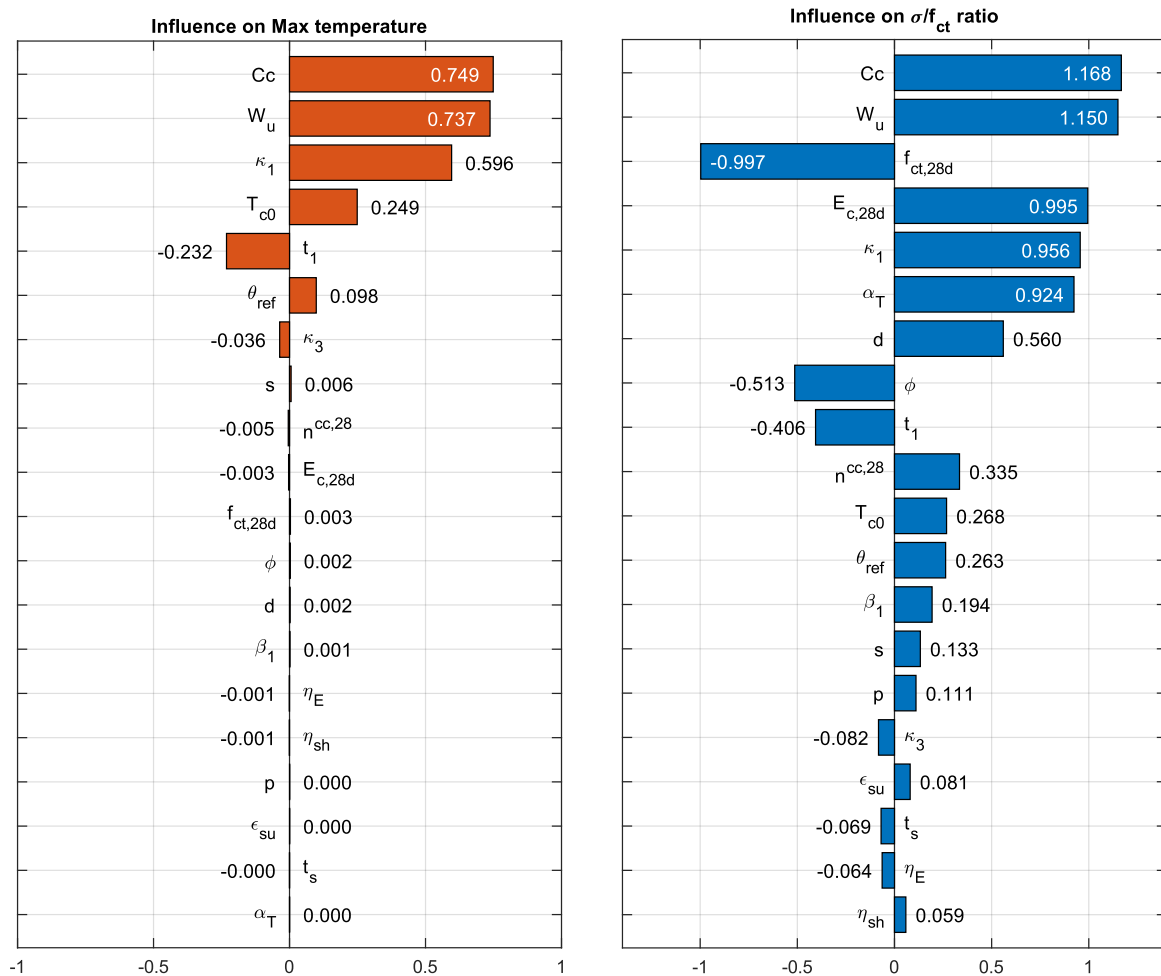 Influence on Max temperature
Cc 0.749
W_u 0.737
κ_1 0.596
T_c0 0.249
-0.232 t_1
θ_ref 0.098
-0.036 κ_3
s 0.006
-0.005 n^cc,28
-0.003 E_c,28d
f_ct,28d 0.003
ϕ 0.002
d 0.002
β_1 0.001
-0.001 η_E
-0.001 η_sh
p 0.000
ϵ_su 0.000
-0.000 t_s
α_T 0.000
-1 -0.5 0 0.5 1
Influence on σ/f_ct ratio
Cc 1.168
W_u 1.150
-0.997 f_ct,28d
E_c,28d 0.995
κ_1 0.956
α_T 0.924
d 0.560
-0.513 ϕ
-0.406 t_1
n^cc,28 0.335
T_c0 0.268
θ_ref 0.263
β_1 0.194
s 0.133
p 0.111
-0.082 κ_3
ϵ_su 0.081
-0.069 t_s
-0.064 η_E
η_sh 0.059
-1 -0.5 0 0.5 1